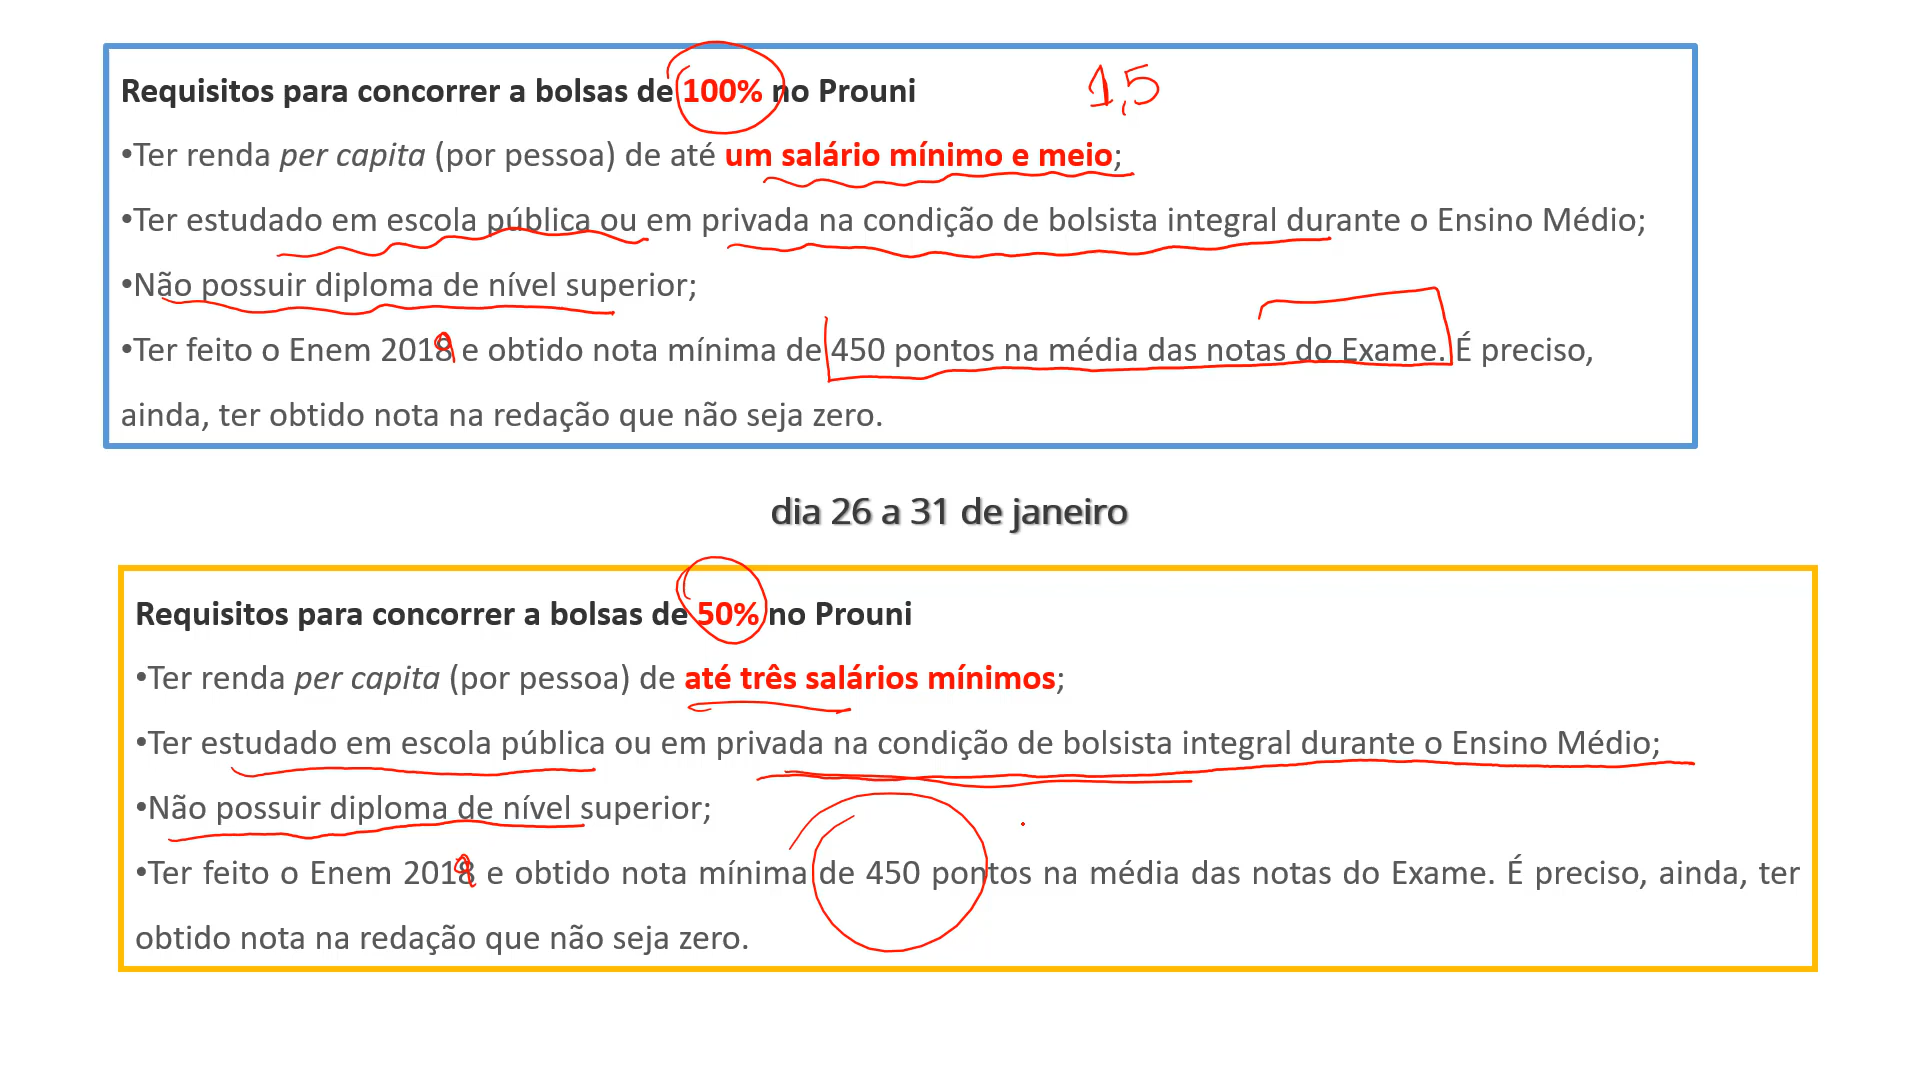 Requisitos para concorrer a bolsas de 100% no Prouni 1,5
•Ter renda per capita (por pessoa) de até um salário mínimo e meio;
•Ter estudado em escola pública ou em privada na condição de bolsista integral durante o Ensino Médio;
•Não possuir diploma de nível superior;
•Ter feito o Enem 2019 e obtido nota mínima de 450 pontos na média das notas do Exame. É preciso,
ainda, ter obtido nota na redação que não seja zero.
dia 26 a 31 de janeiro
Requisitos para concorrer a bolsas de 50% no Prouni
•Ter renda per capita (por pessoa) de até três salários mínimos;
•Ter estudado em escola pública ou em privada na condição de bolsista integral durante o Ensino Médio;
•Não possuir diploma de nível superior;
•Ter feito o Enem 2019 e obtido nota mínima de 450 pontos na média das notas do Exame. É preciso, ainda, ter
obtido nota na redação que não seja zero.